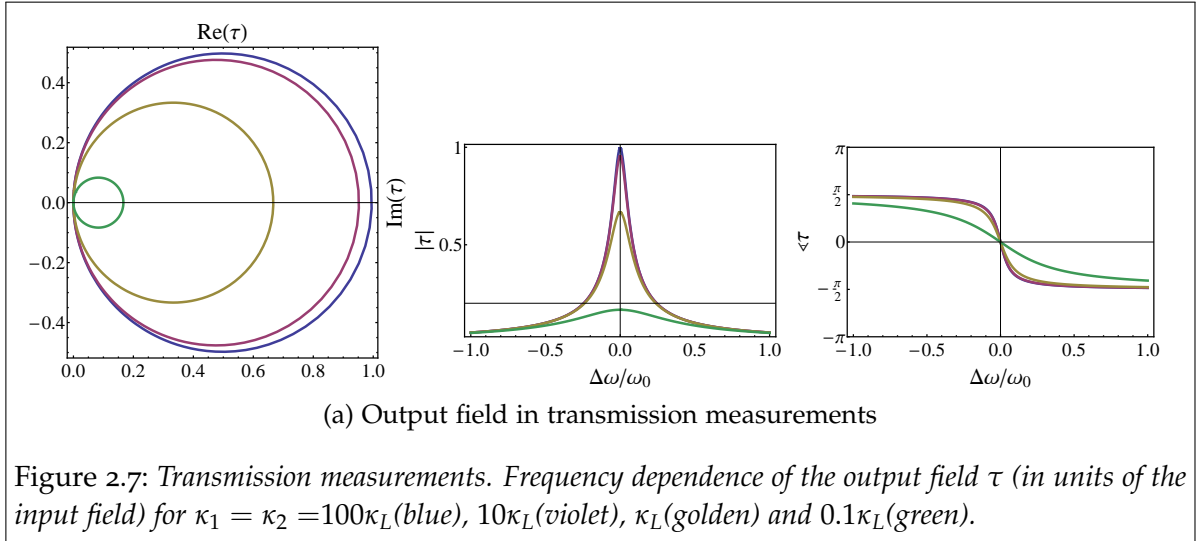 Re(τ)
0.4
0.2
0.0
−0.2
−0.4
0.0 0.2 0.4 0.6 0.8 1.0
Im(τ)
|τ|
1
0.5
−1.0 −0.5 0.0 0.5 1.0
Δω/ω₀
∢τ
π
π/2
0
−π/2
−π
−1.0 −0.5 0.0 0.5 1.0
Δω/ω₀
(a) Output field in transmission measurements
Figure 2.7: Transmission measurements. Frequency dependence of the output field τ (in units of the
input field) for κ₁ = κ₂ =100κ_L(blue), 10κ_L(violet), κ_L(golden) and 0.1κ_L(green).